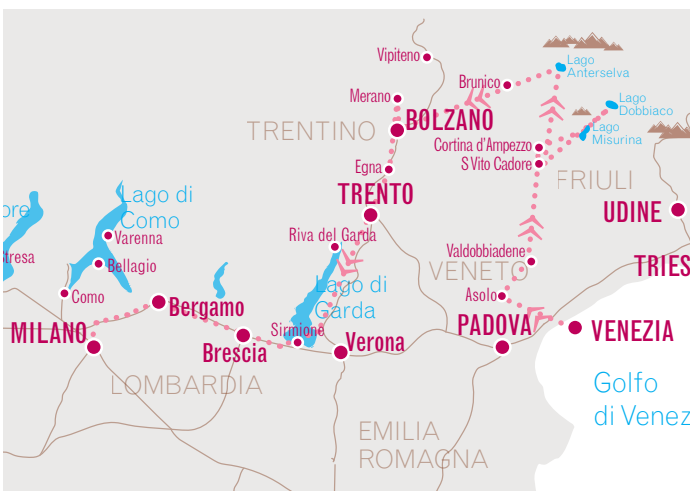 Vipiteno
Lago
Anterselva
Brunico
Merano
Lago
Dobbiaco
BOLZANO
TRENTINO
Lago
Misurina
Cortina d'Ampezzo
S Vito Cadore
Egna
FRIULI
TRENTO
Lago di
Como
ore
UDINE
Riva del Garda
Varenna
stresa
Valdobbiadene
Bellagio
VENETO
TRIES
Lago di
Garda
Como
Asolo
Bergamo
MILANO
Sirmione
Brescia
Verona
PADOVA
VENEZIA
LOMBARDIA
Golfo
di Venez
EMILIA
ROMAGNA